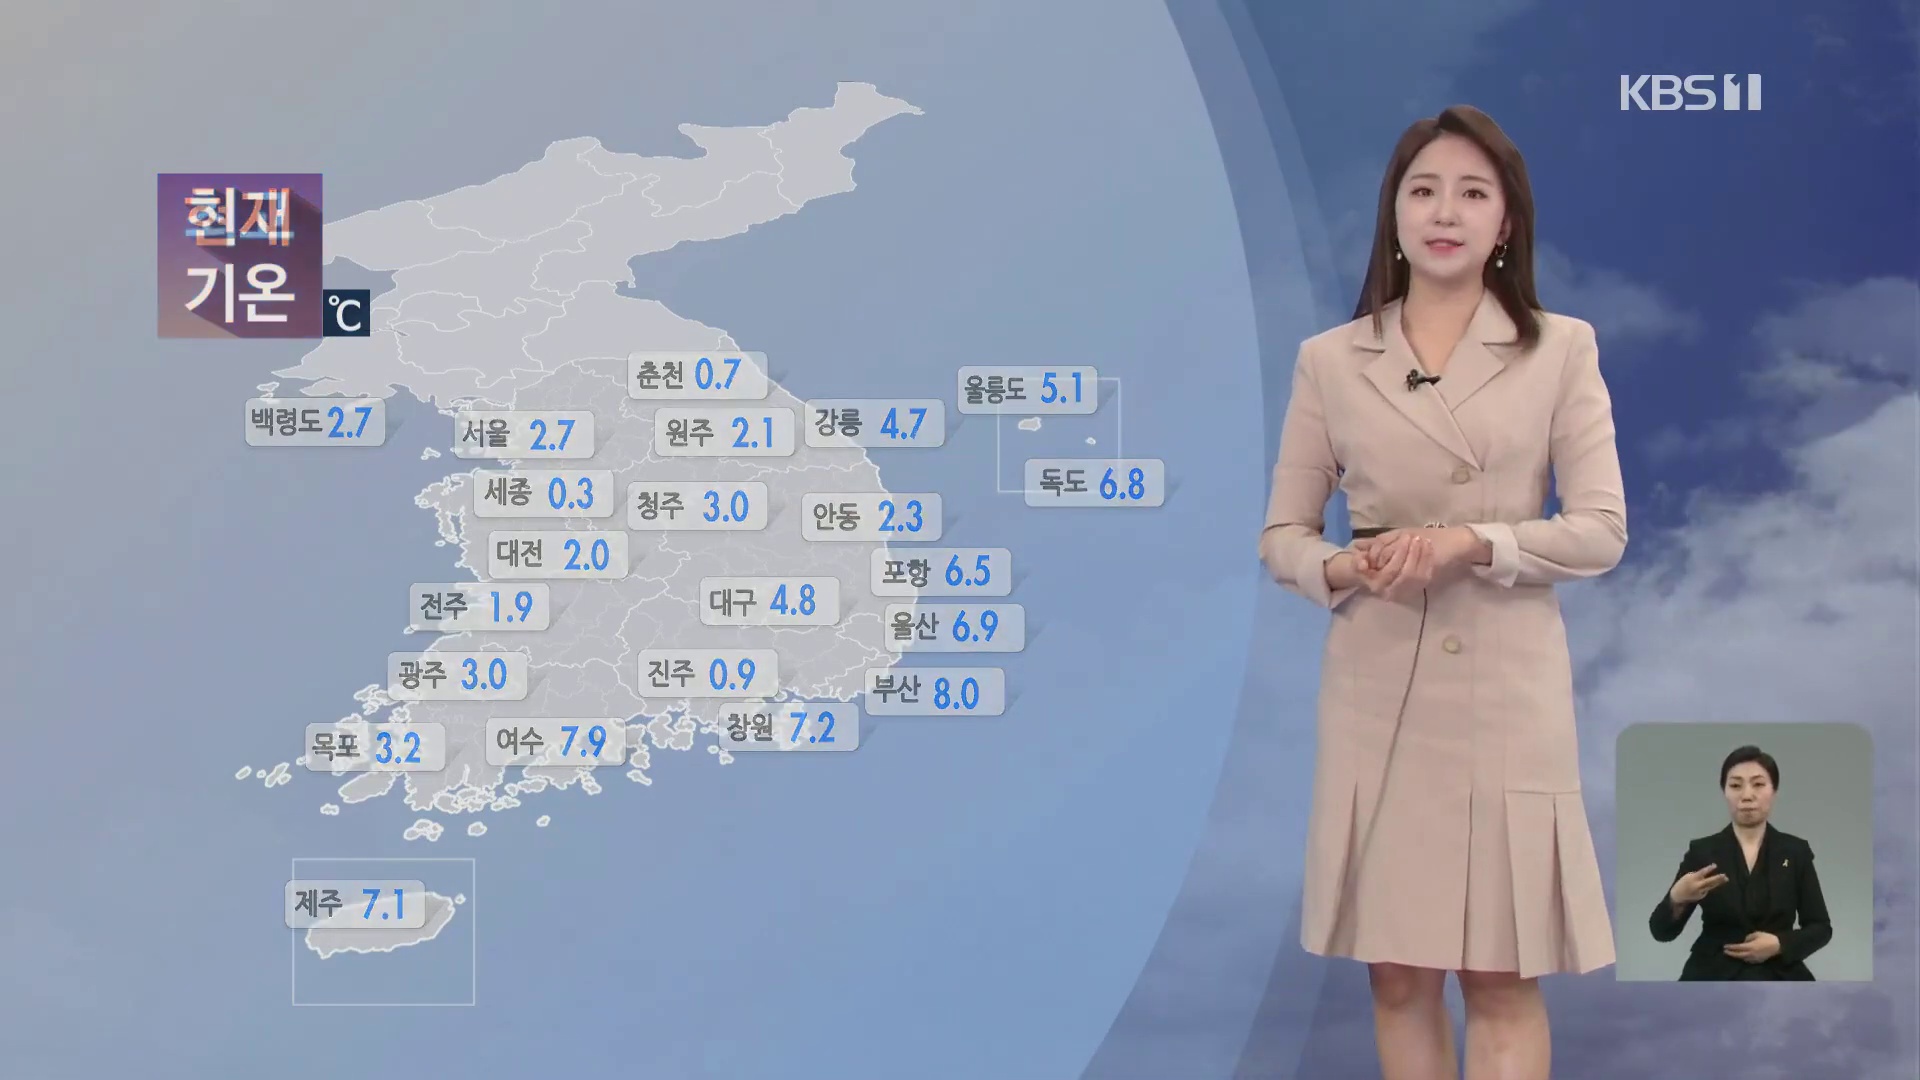 KBS 1
현재
기온
℃
춘천 0.7
울릉도 5.1
백령도 2.7
서울 2.7
원주 2.1
강릉 4.7
독도 6.8
세종 0.3
청주 3.0
안동 2.3
대전 2.0
포항 6.5
전주 1.9
대구 4.8
울산 6.9
광주 3.0
진주 0.9
부산 8.0
목포 3.2
여수 7.9
창원 7.2
제주 7.1